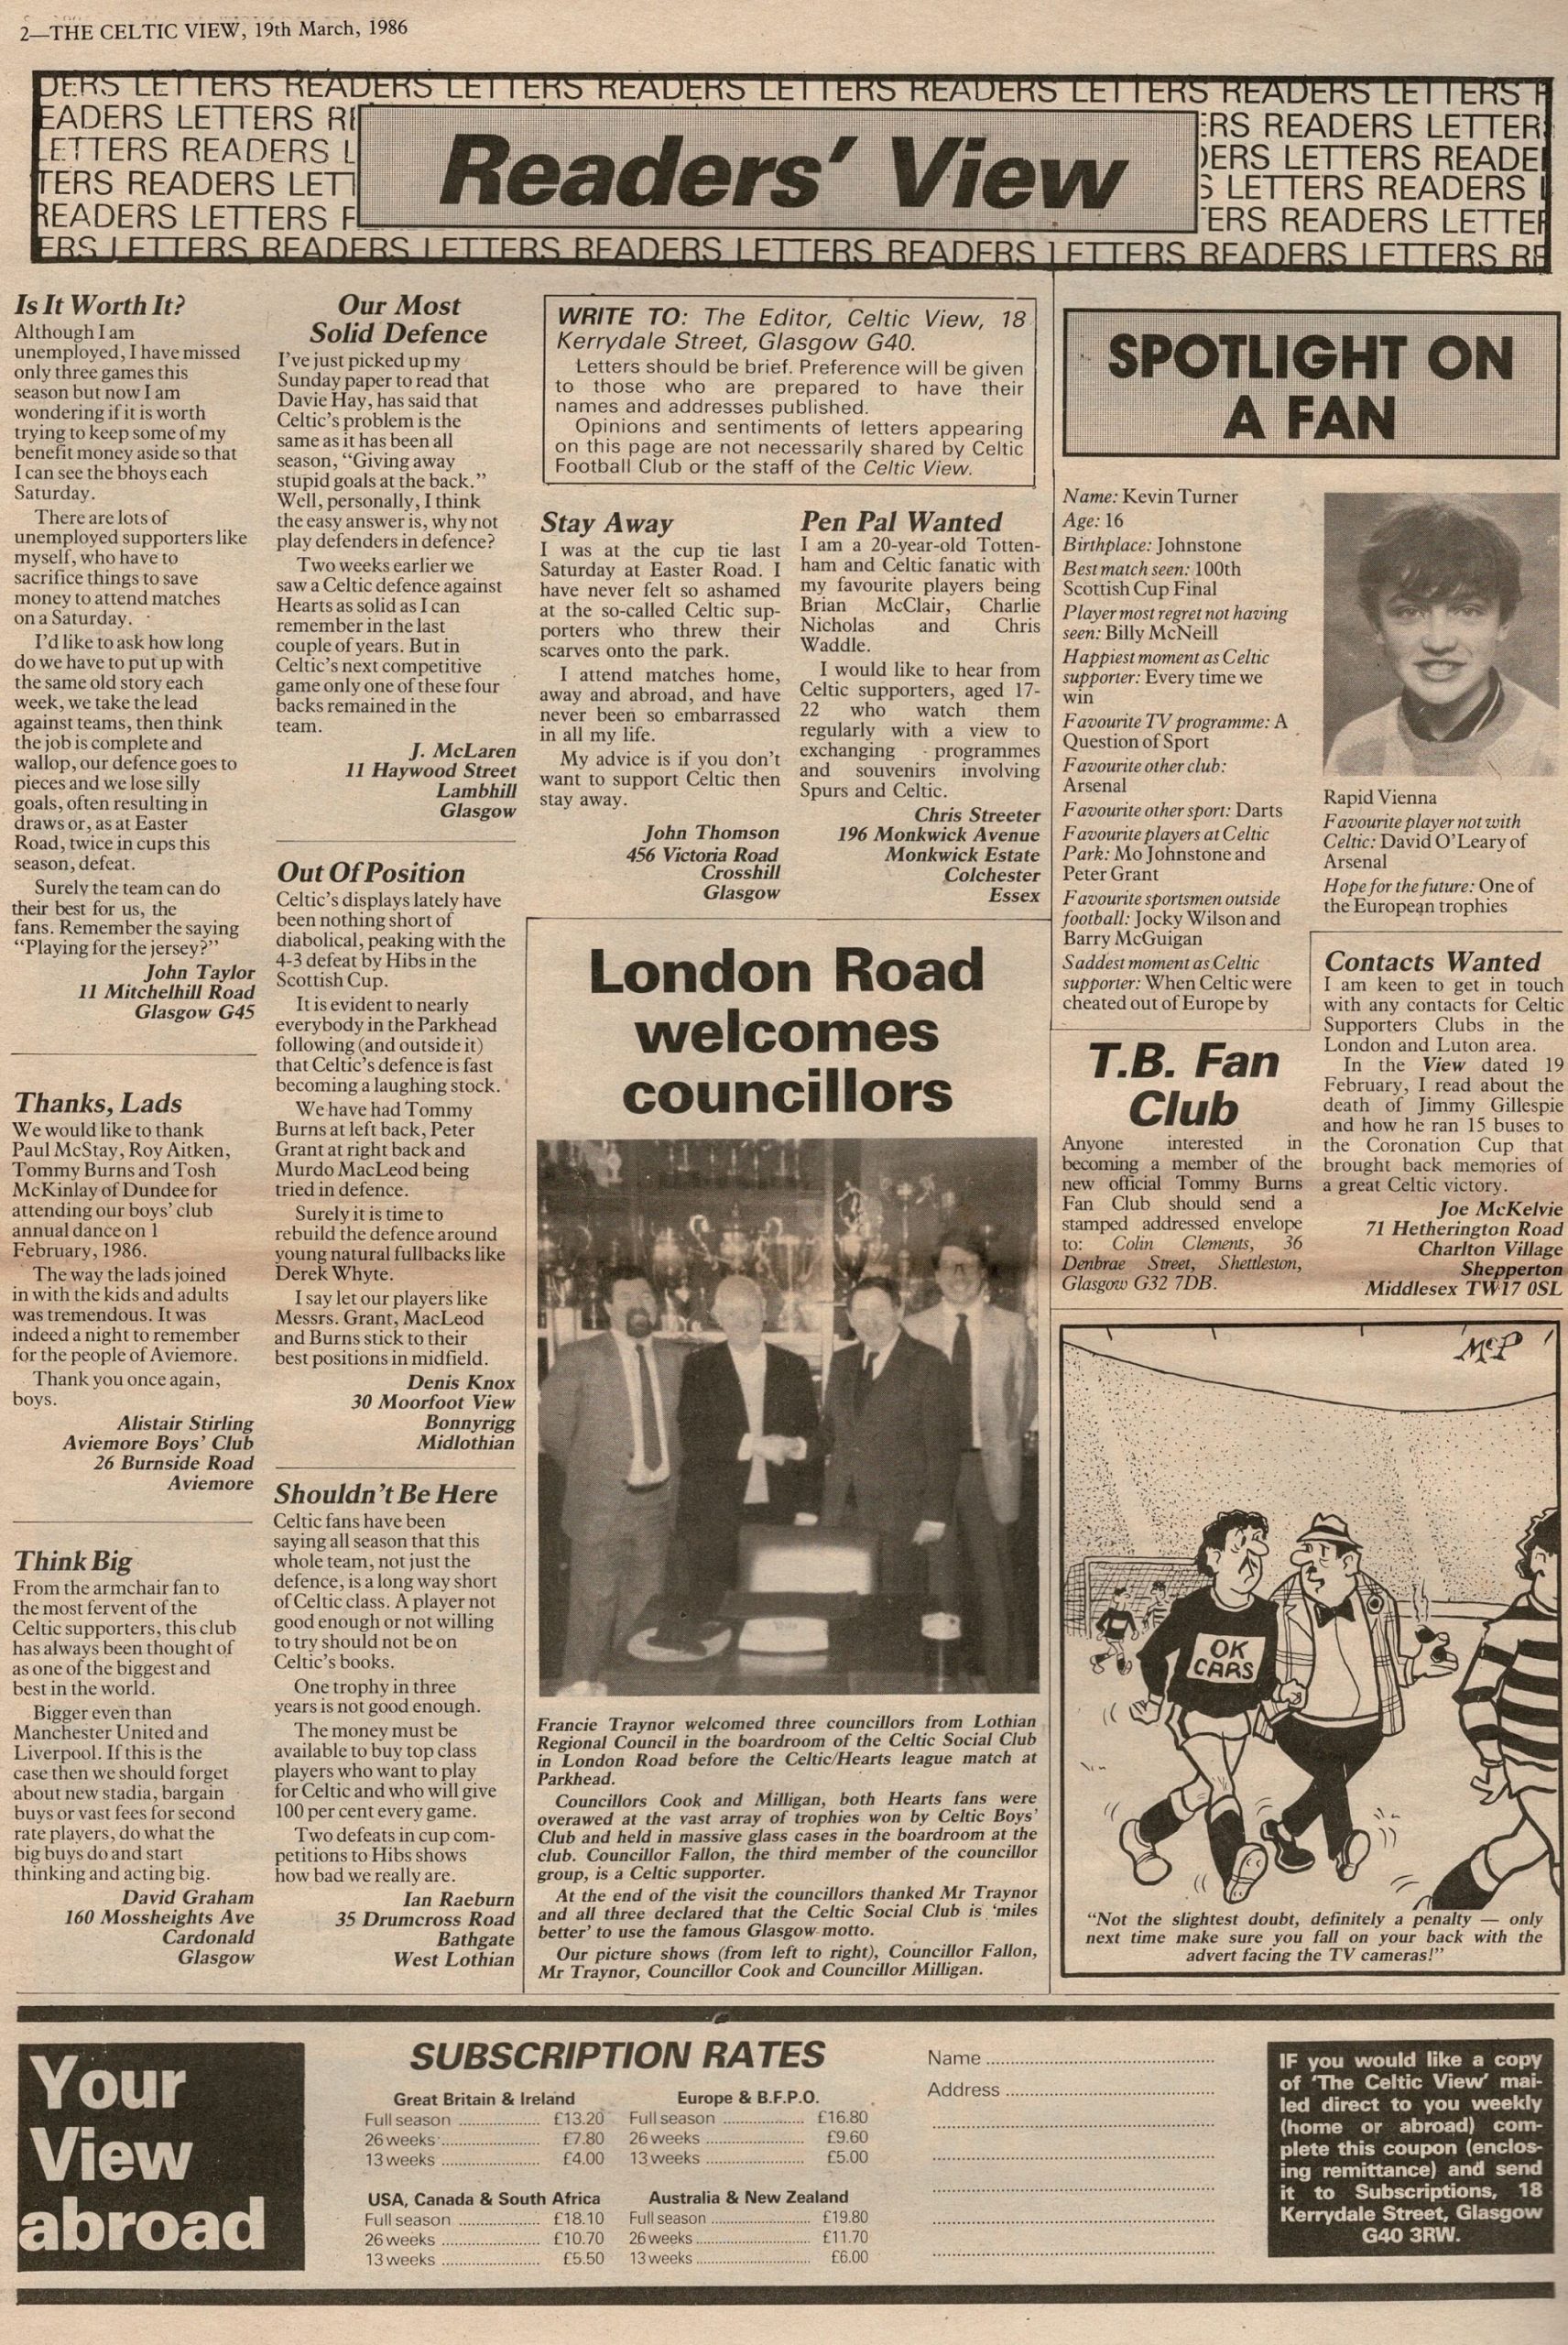 2—THE CELTIC VIEW, 19th March, 1986
DERS LETTERS READERS LETTERS READERS LETTERS READERS LETTERS READERS LETTERS R
EADERS LETTERS RE
ERS READERS LETTER
LETTERS READERS L
DERS LETTERS READE
TERS READERS LETT
S LETTERS READERS L
READERS LETTERS R
TERS READERS LETTER
ERS LETTERS READERS LETTERS READERS LETTERS READERS LETTERS READERS LETTERS RE
Readers' View
Is It Worth It?
Although I am
unemployed, I have missed
only three games this
season but now I am
wondering if it is worth
trying to keep some of my
benefit money aside so that
I can see the bhoys each
Saturday.
There are lots of
unemployed supporters like
myself, who have to
sacrifice things to save
money to attend matches
on a Saturday.
I'd like to ask how long
do we have to put up with
the same old story each
week, we take the lead
against teams, then think
the job is complete and
wallop, our defence goes to
pieces and we lose silly
goals, often resulting in
draws or, as at Easter
Road, twice in cups this
season, defeat.
Surely the team can do
their best for us, the
fans. Remember the saying
“Playing for the jersey?”
John Taylor
11 Mitchelhill Road
Glasgow G45
Thanks, Lads
We would like to thank
Paul McStay, Roy Aitken,
Tommy Burns and Tosh
McKinlay of Dundee for
attending our boys' club
annual dance on 1
February, 1986.
The way the lads joined
in with the kids and adults
was tremendous. It was
indeed a night to remember
for the people of Aviemore.
Thank you once again,
boys.
Alistair Stirling
Aviemore Boys' Club
26 Burnside Road
Aviemore
Think Big
From the armchair fan to
the most fervent of the
Celtic supporters, this club
has always been thought of
as one of the biggest and
best in the world.
Bigger even than
Manchester United and
Liverpool. If this is the
case then we should forget
about new stadia, bargain
buys or vast fees for second
rate players, do what the
big buys do and start
thinking and acting big.
David Graham
160 Mossheights Ave
Cardonald
Glasgow
Our Most
Solid Defence
I've just picked up my
Sunday paper to read that
Davie Hay, has said that
Celtic's problem is the
same as it has been all
season, “Giving away
stupid goals at the back.”
Well, personally, I think
the easy answer is, why not
play defenders in defence?
Two weeks earlier we
saw a Celtic defence against
Hearts as solid as I can
remember in the last
couple of years. But in
Celtic's next competitive
game only one of these four
backs remained in the
team.
J. McLaren
11 Haywood Street
Lambhill
Glasgow
Out Of Position
Celtic's displays lately have
been nothing short of
diabolical, peaking with the
4-3 defeat by Hibs in the
Scottish Cup.
It is evident to nearly
everybody in the Parkhead
following (and outside it)
that Celtic's defence is fast
becoming a laughing stock.
We have had Tommy
Burns at left back, Peter
Grant at right back and
Murdo MacLeod being
tried in defence.
Surely it is time to
rebuild the defence around
young natural fullbacks like
Derek Whyte.
I say let our players like
Messrs. Grant, MacLeod
and Burns stick to their
best positions in midfield.
Denis Knox
30 Moorfoot View
Bonnyrigg
Midlothian
Shouldn't Be Here
Celtic fans have been
saying all season that this
whole team, not just the
defence, is a long way short
of Celtic class. A player not
good enough or not willing
to try should not be on
Celtic's books.
One trophy in three
years is not good enough.
The money must be
available to buy top class
players who want to play
for Celtic and who will give
100 per cent every game.
Two defeats in cup com-
petitions to Hibs shows
how bad we really are.
Ian Raeburn
35 Drumcross Road
Bathgate
West Lothian
WRITE TO: The Editor, Celtic View, 18
Kerrydale Street, Glasgow G40.
Letters should be brief. Preference will be given
to those who are prepared to have their
names and addresses published.
Opinions and sentiments of letters appearing
on this page are not necessarily shared by Celtic
Football Club or the staff of the Celtic View.
Stay Away
I was at the cup tie last
Saturday at Easter Road. I
have never felt so ashamed
at the so-called Celtic sup-
porters who threw their
scarves onto the park.
I attend matches home,
away and abroad, and have
never been so embarrassed
in all my life.
My advice is if you don't
want to support Celtic then
stay away.
John Thomson
456 Victoria Road
Crosshill
Glasgow
Pen Pal Wanted
I am a 20-year-old Totten-
ham and Celtic fanatic with
my favourite players being
Brian McClair, Charlie
Nicholas and Chris
Waddle.
I would like to hear from
Celtic supporters, aged 17-
22 who watch them
regularly with a view to
exchanging programmes
and souvenirs involving
Spurs and Celtic.
Chris Streeter
196 Monkwick Avenue
Monkwick Estate
Colchester
Essex
London Road
welcomes
councillors
Francie Traynor welcomed three councillors from Lothian
Regional Council in the boardroom of the Celtic Social Club
in London Road before the Celtic/Hearts league match at
Parkhead.
Councillors Cook and Milligan, both Hearts fans were
overawed at the vast array of trophies won by Celtic Boys'
Club and held in massive glass cases in the boardroom at the
club. Councillor Fallon, the third member of the councillor
group, is a Celtic supporter.
At the end of the visit the councillors thanked Mr Traynor
and all three declared that the Celtic Social Club is ‘miles
better’ to use the famous Glasgow motto.
Our picture shows (from left to right), Councillor Fallon,
Mr Traynor, Councillor Cook and Councillor Milligan.
SPOTLIGHT ON
A FAN
Name: Kevin Turner
Age: 16
Birthplace: Johnstone
Best match seen: 100th
Scottish Cup Final
Player most regret not having
seen: Billy McNeill
Happiest moment as Celtic
supporter: Every time we
win
Favourite TV programme: A
Question of Sport
Favourite other club:
Arsenal
Favourite other sport: Darts
Favourite players at Celtic
Park: Mo Johnstone and
Peter Grant
Favourite sportsmen outside
football: Jocky Wilson and
Barry McGuigan
Saddest moment as Celtic
supporter: When Celtic were
cheated out of Europe by
Rapid Vienna
Favourite player not with
Celtic: David O'Leary of
Arsenal
Hope for the future: One of
the European trophies
T.B. Fan
Club
Anyone interested in
becoming a member of the
new official Tommy Burns
Fan Club should send a
stamped addressed envelope
to: Colin Clements, 36
Denbrae Street, Shettleston,
Glasgow G32 7DB.
Contacts Wanted
I am keen to get in touch
with any contacts for Celtic
Supporters Clubs in the
London and Luton area.
In the View dated 19
February, I read about the
death of Jimmy Gillespie
and how he ran 15 buses to
the Coronation Cup that
brought back memories of
a great Celtic victory.
Joe McKelvie
71 Hetherington Road
Charlton Village
Shepperton
Middlesex TW17 0SL
McP
OK
CARS
“Not the slightest doubt, definitely a penalty — only
next time make sure you fall on your back with the
advert facing the TV cameras!”
Your
View
abroad
SUBSCRIPTION RATES
Great Britain & Ireland
Full season .................. £13.20
26 weeks ...................... £7.80
13 weeks ...................... £4.00
Europe & B.F.P.O.
Full season .................. £16.80
26 weeks ...................... £9.60
13 weeks ...................... £5.00
USA, Canada & South Africa
Full season .................. £18.10
26 weeks ...................... £10.70
13 weeks ...................... £5.50
Australia & New Zealand
Full season ...................... £19.80
26 weeks ......................... £11.70
13 weeks ......................... £6.00
Name ..................................................
Address ..............................................
IF you would like a copy
of ‘The Celtic View’ mai-
led direct to you weekly
(home or abroad) com-
plete this coupon (enclos-
ing remittance) and send
it to Subscriptions, 18
Kerrydale Street, Glasgow
G40 3RW.